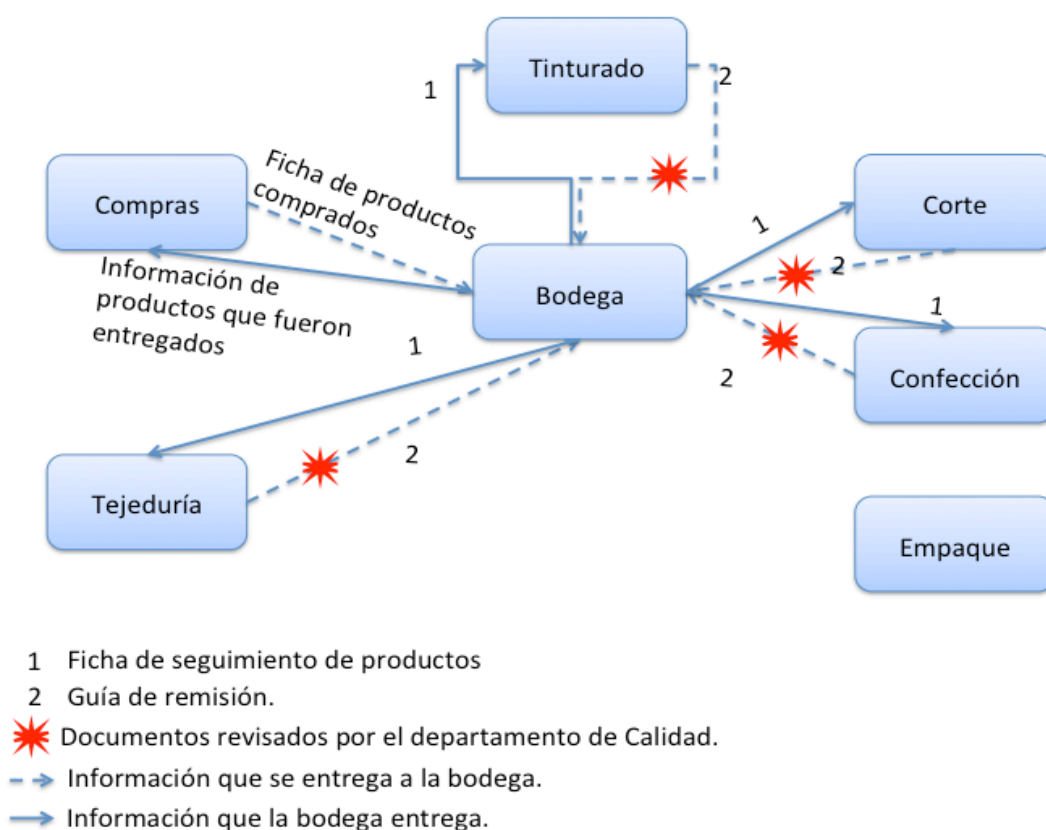 Tinturado
1
2
Compras
Ficha de productos
comprados
Corte
1
2
Información de
productos que fueron
entregados
Bodega
1
1
2
Confección
2
Tejeduría
Empaque
1 Ficha de seguimiento de productos
2 Guía de remisión.
Documentos revisados por el departamento de Calidad.
Información que se entrega a la bodega.
Información que la bodega entrega.